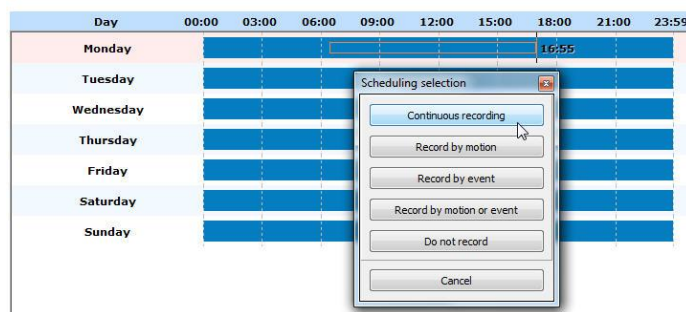 Day 00:00 03:00 06:00 09:00 12:00 15:00 18:00 21:00 23:59
Monday 16:55
Tuesday
Scheduling selection
Wednesday
Continuous recording
Thursday
Record by motion
Friday
Record by event
Saturday
Record by motion or event
Sunday
Do not record
Cancel